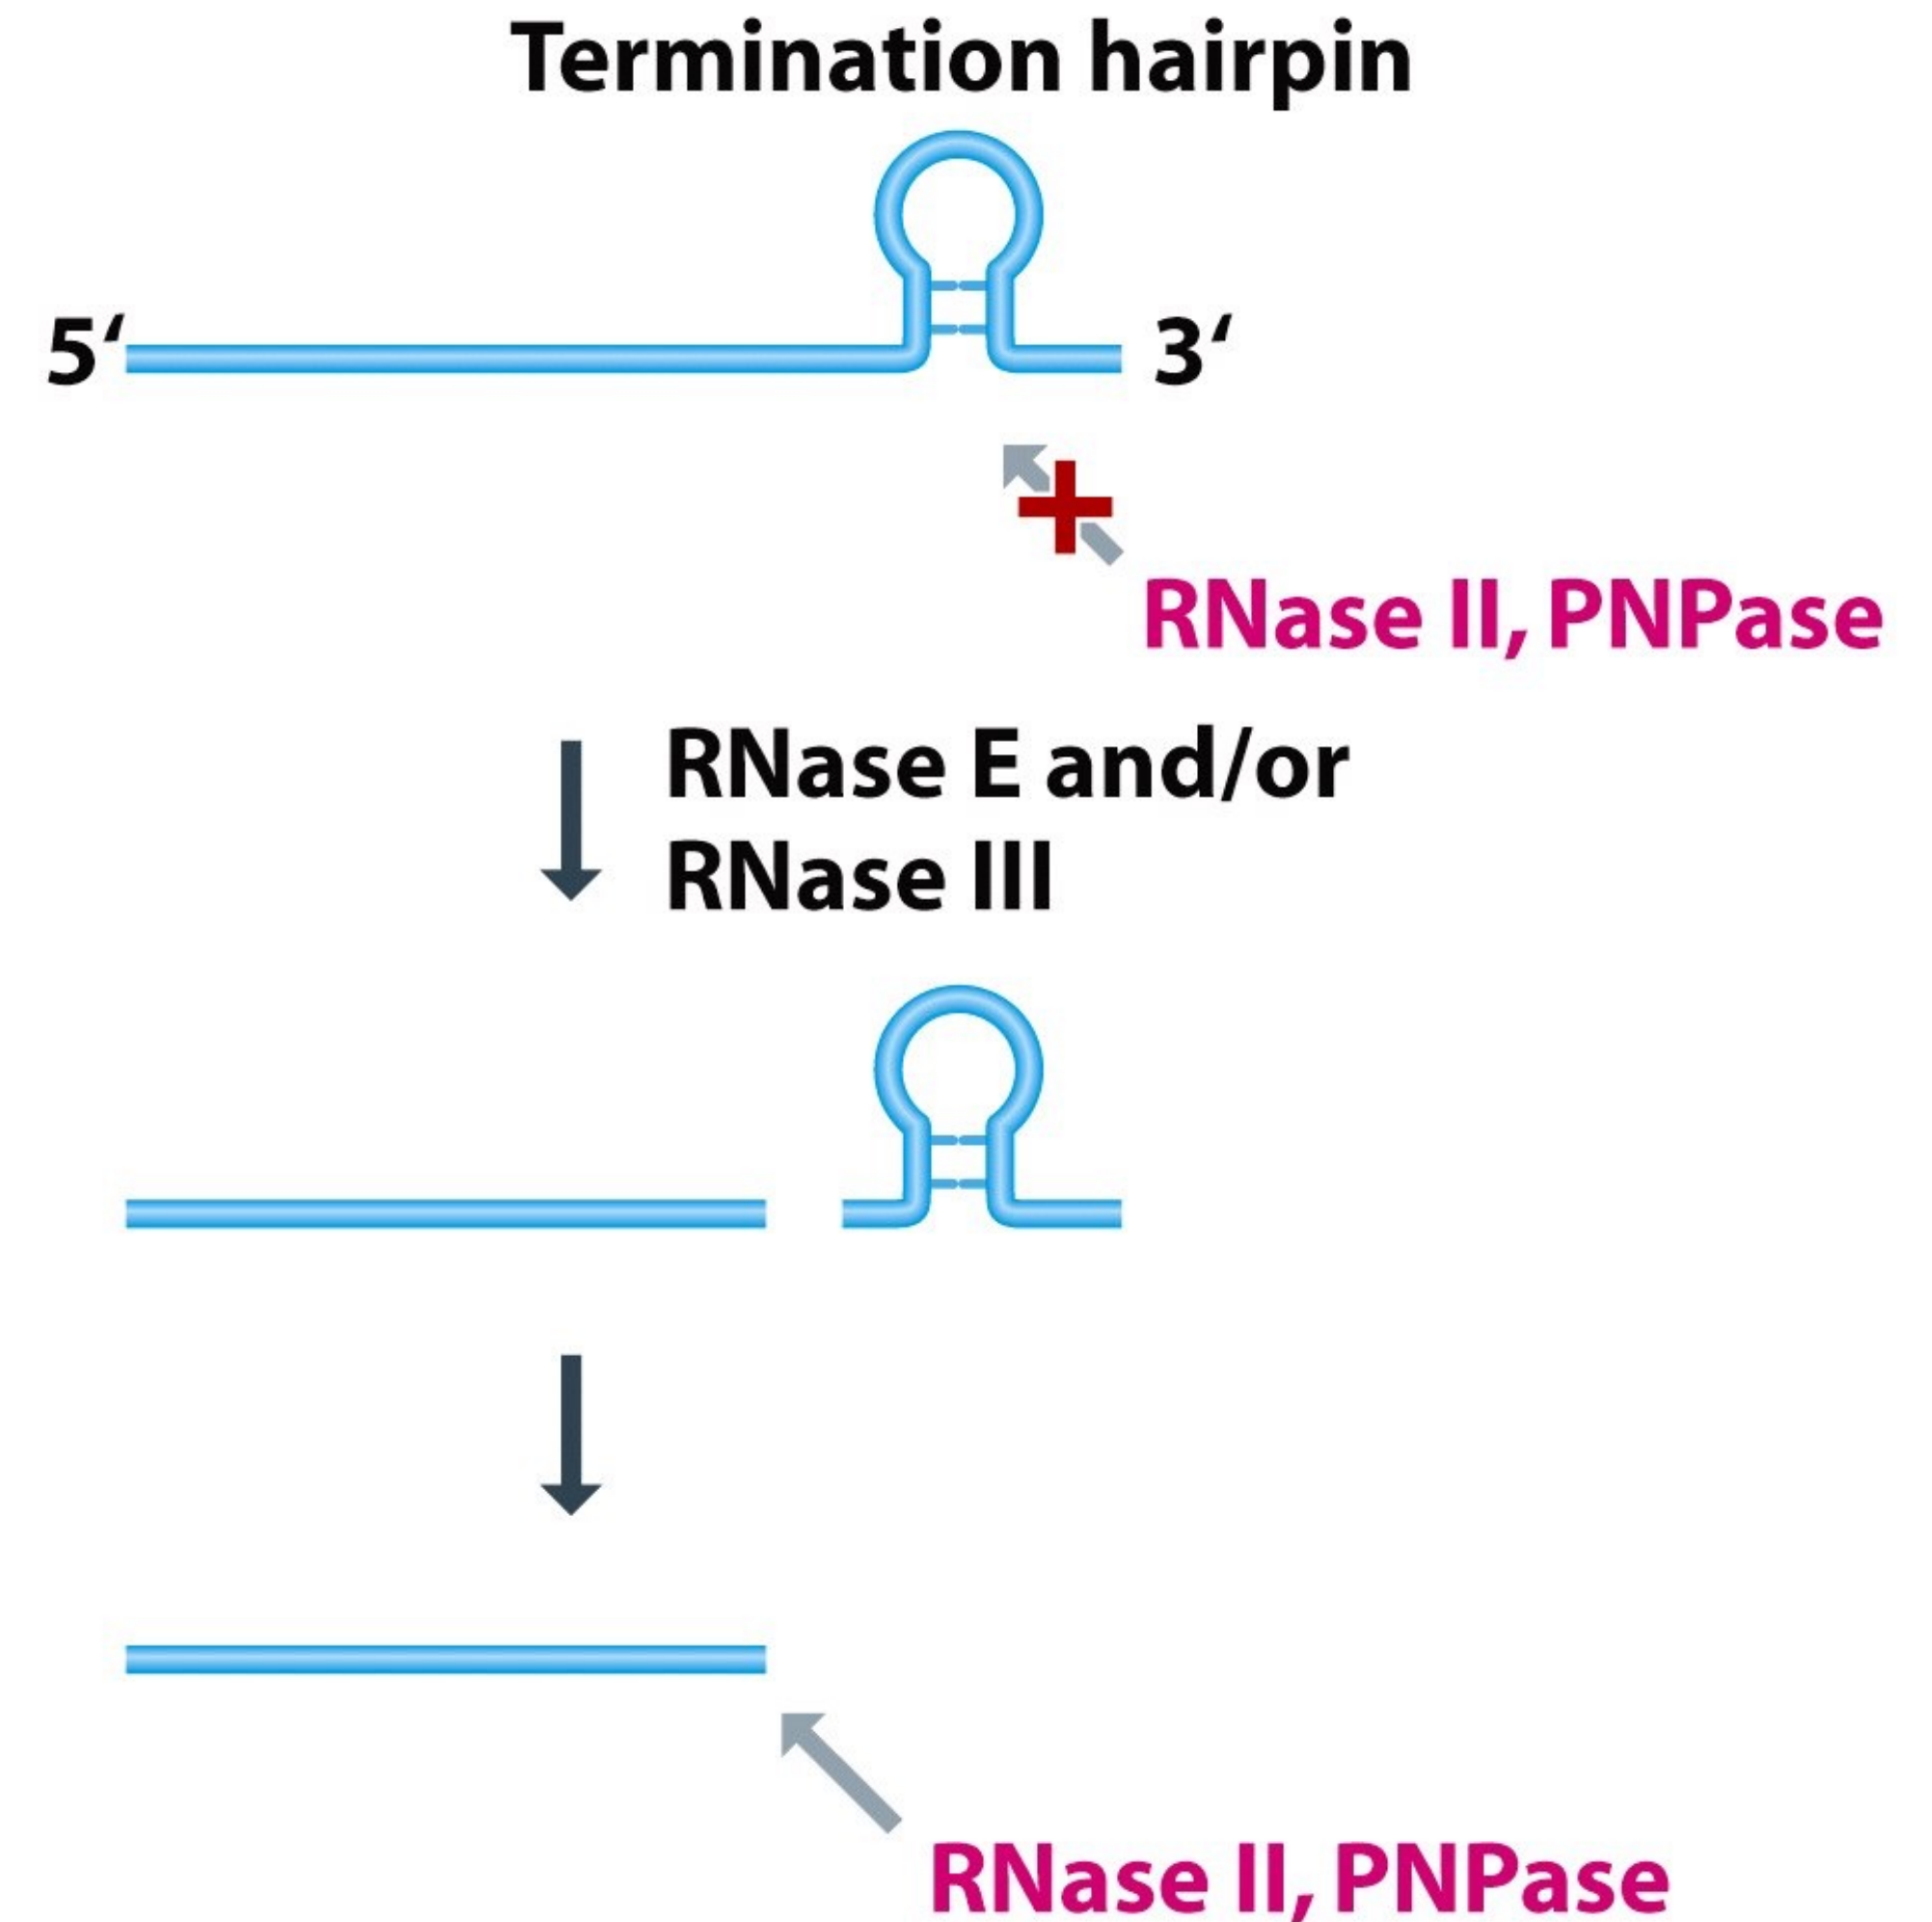 Termination hairpin
5‘
3‘
RNase II, PNPase
RNase E and/or
RNase III
RNase II, PNPase